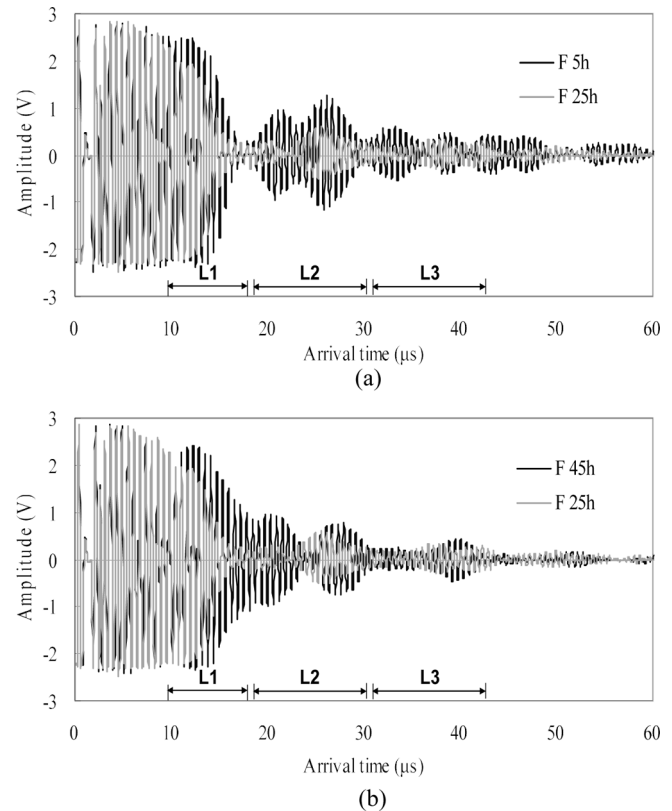 3
2
1
0
-1
-2
-3
Amplitude (V)
F 5h
F 25h
L1 L2 L3
0 10 20 30 40 50 60
Arrival time (μs)
(a)
3
2
1
0
-1
-2
-3
Amplitude (V)
F 45h
F 25h
L1 L2 L3
0 10 20 30 40 50 60
Arrival time (μs)
(b)